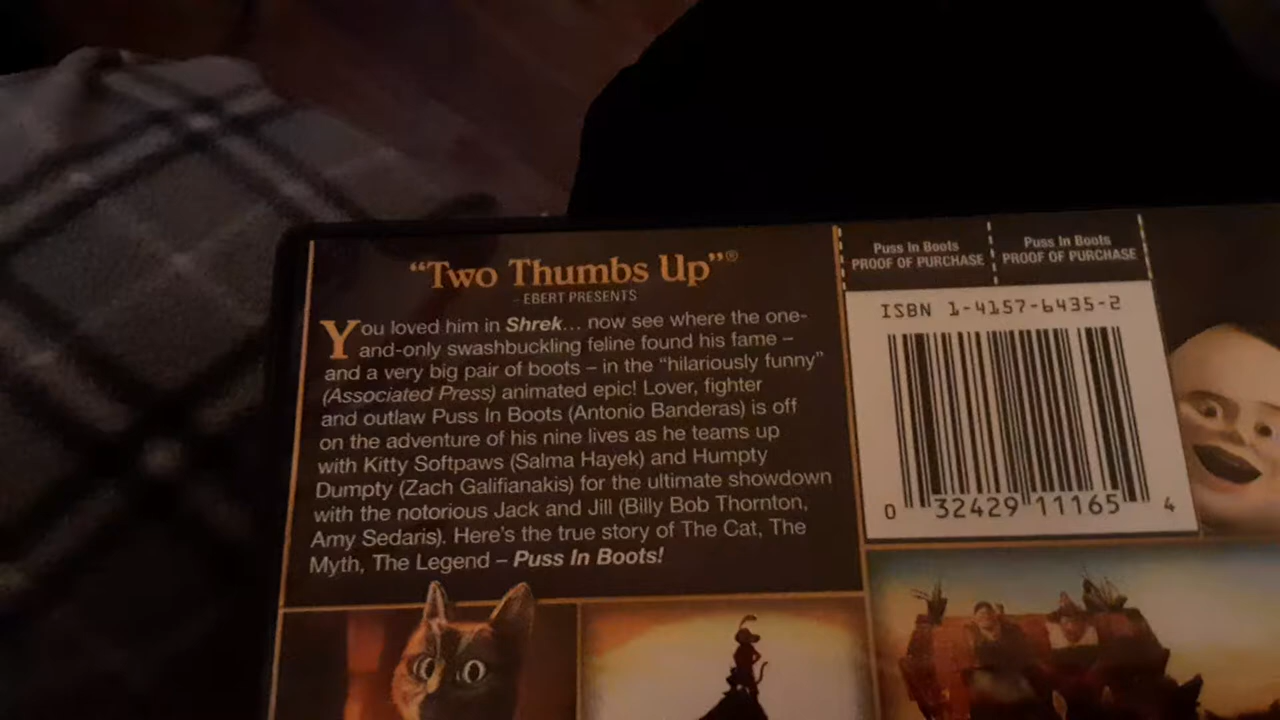 “Two Thumbs Up”®
– EBERT PRESENTS
You loved him in Shrek... now see where the one-
and-only swashbuckling feline found his fame –
and a very big pair of boots – in the “hilariously funny”
(Associated Press) animated epic! Lover, fighter
and outlaw Puss In Boots (Antonio Banderas) is off
on the adventure of his nine lives as he teams up
with Kitty Softpaws (Salma Hayek) and Humpty
Dumpty (Zach Galifianakis) for the ultimate showdown
with the notorious Jack and Jill (Billy Bob Thornton,
Amy Sedaris). Here’s the true story of The Cat, The
Myth, The Legend – Puss In Boots!
Puss In Boots
PROOF OF PURCHASE
Puss In Boots
PROOF OF PURCHASE
ISBN 1-4157-6435-2
0 32429 11165 4